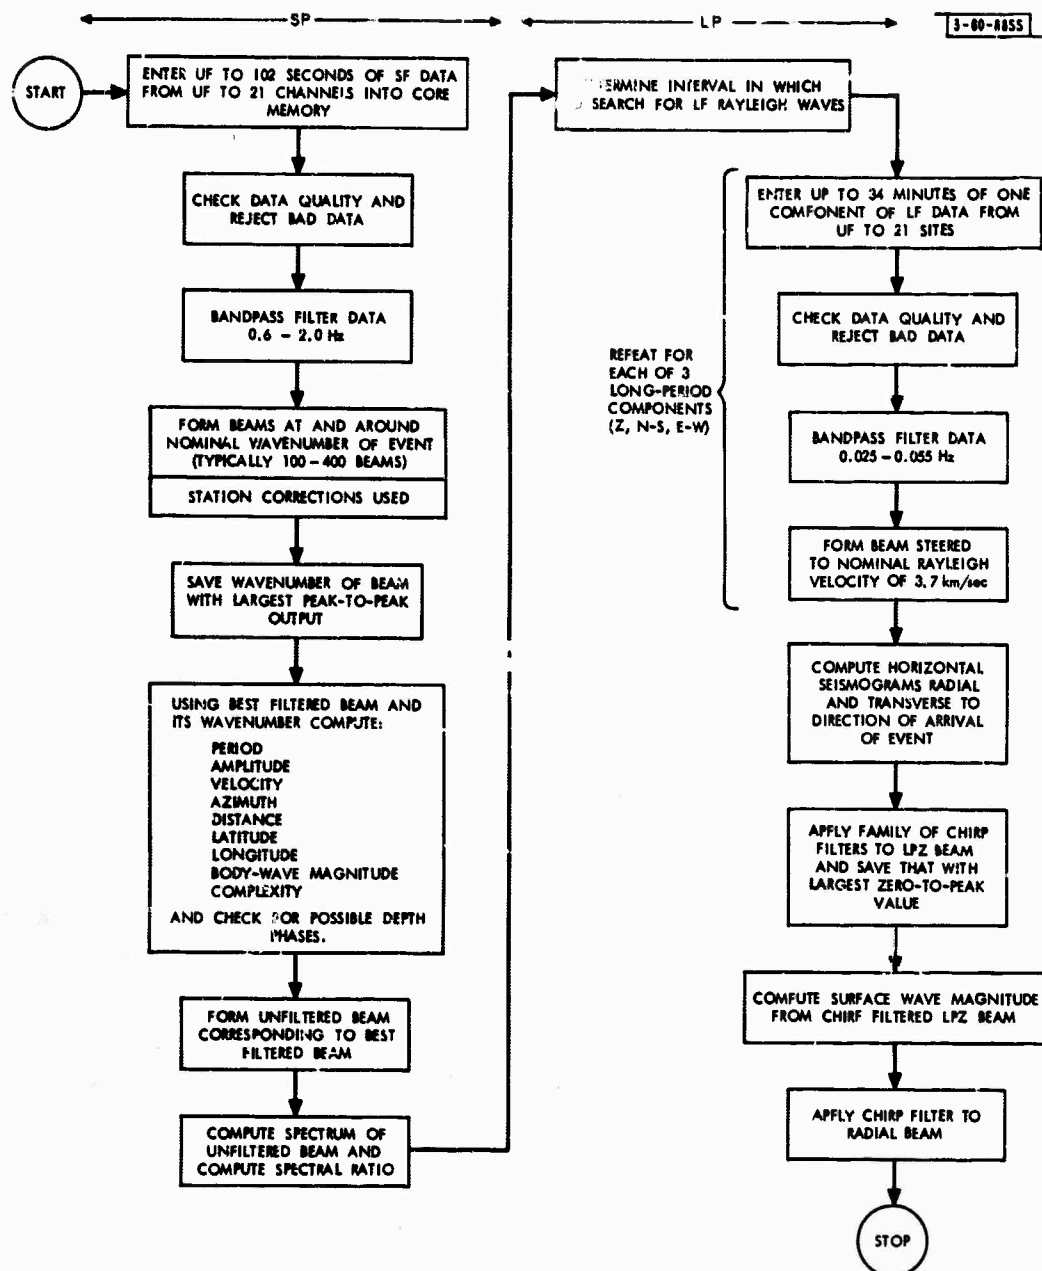 SP
LP
3-60-8855
START
ENTER UP TO 102 SECONDS OF SP DATA
FROM UP TO 21 CHANNELS INTO CORE
MEMORY
CHECK DATA QUALITY AND
REJECT BAD DATA
BANDPASS FILTER DATA
0.6 – 2.0 Hz
FORM BEAMS AT AND AROUND
NOMINAL WAVENUMBER OF EVENT
(TYPICALLY 100 – 400 BEAMS)
STATION CORRECTIONS USED
SAVE WAVENUMBER OF BEAM
WITH LARGEST PEAK-TO-PEAK
OUTPUT
USING BEST FILTERED BEAM AND
ITS WAVENUMBER COMPUTE:
PERIOD
AMPLITUDE
VELOCITY
AZIMUTH
DISTANCE
LATITUDE
LONGITUDE
BODY-WAVE MAGNITUDE
COMPLEXITY
AND CHECK FOR POSSIBLE DEPTH
PHASES.
FORM UNFILTERED BEAM
CORRESPONDING TO BEST
FILTERED BEAM
COMPUTE SPECTRUM OF
UNFILTERED BEAM AND
COMPUTE SPECTRAL RATIO
TERMINE INTERVAL IN WHICH
SEARCH FOR LP RAYLEIGH WAVES
ENTER UP TO 34 MINUTES OF ONE
COMPONENT OF LP DATA FROM
UP TO 21 SITES
CHECK DATA QUALITY AND
REJECT BAD DATA
REPEAT FOR
EACH OF 3
LONG-PERIOD
COMPONENTS
(Z, N-S, E-W)
BANDPASS FILTER DATA
0.025 – 0.055 Hz
FORM BEAM STEERED
TO NOMINAL RAYLEIGH
VELOCITY OF 3.7 km/sec
COMPUTE HORIZONTAL
SEISMOGRAMS RADIAL
AND TRANSVERSE TO
DIRECTION OF ARRIVAL
OF EVENT
APPLY FAMILY OF CHIRP
FILTERS TO LPZ BEAM
AND SAVE THAT WITH
LARGEST ZERO-TO-PEAK
VALUE
COMPUTE SURFACE WAVE MAGNITUDE
FROM CHIRP FILTERED LPZ BEAM
APPLY CHIRP FILTER TO
RADIAL BEAM
STOP